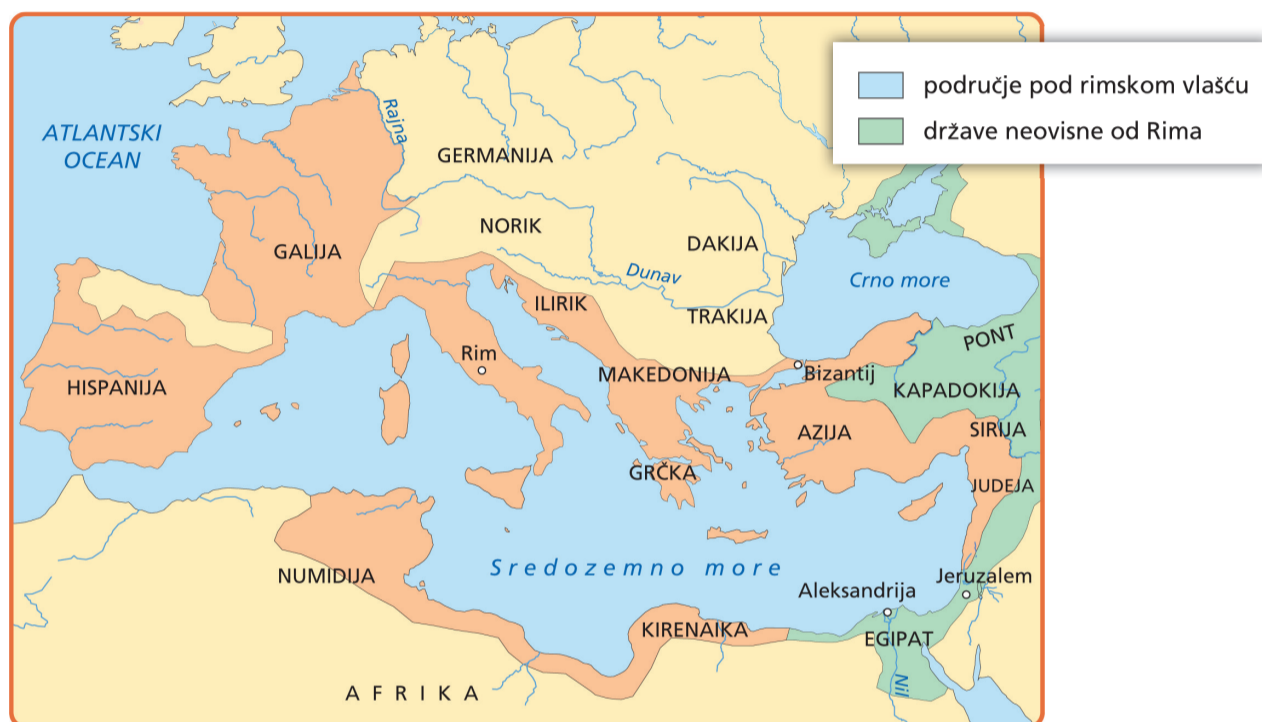 područje pod rimskom vlašću
države neovisne od Rima
ATLANTSKI
OCEAN
Rajna
GERMANIJA
NORIK
DAKIJA
GALIJA
Dunav
Crno more
ILIRIK
TRAKIJA
PONT
Rim
MAKEDONIJA
Bizantij
HISPANIJA
KAPADOKIJA
AZIJA
SIRIJA
GRČKA
JUDEJA
NUMIDIJA
Sredozemno more
Aleksandrija
Jeruzalem
KIRENAIKA
EGIPAT
Nil
AFRIKA